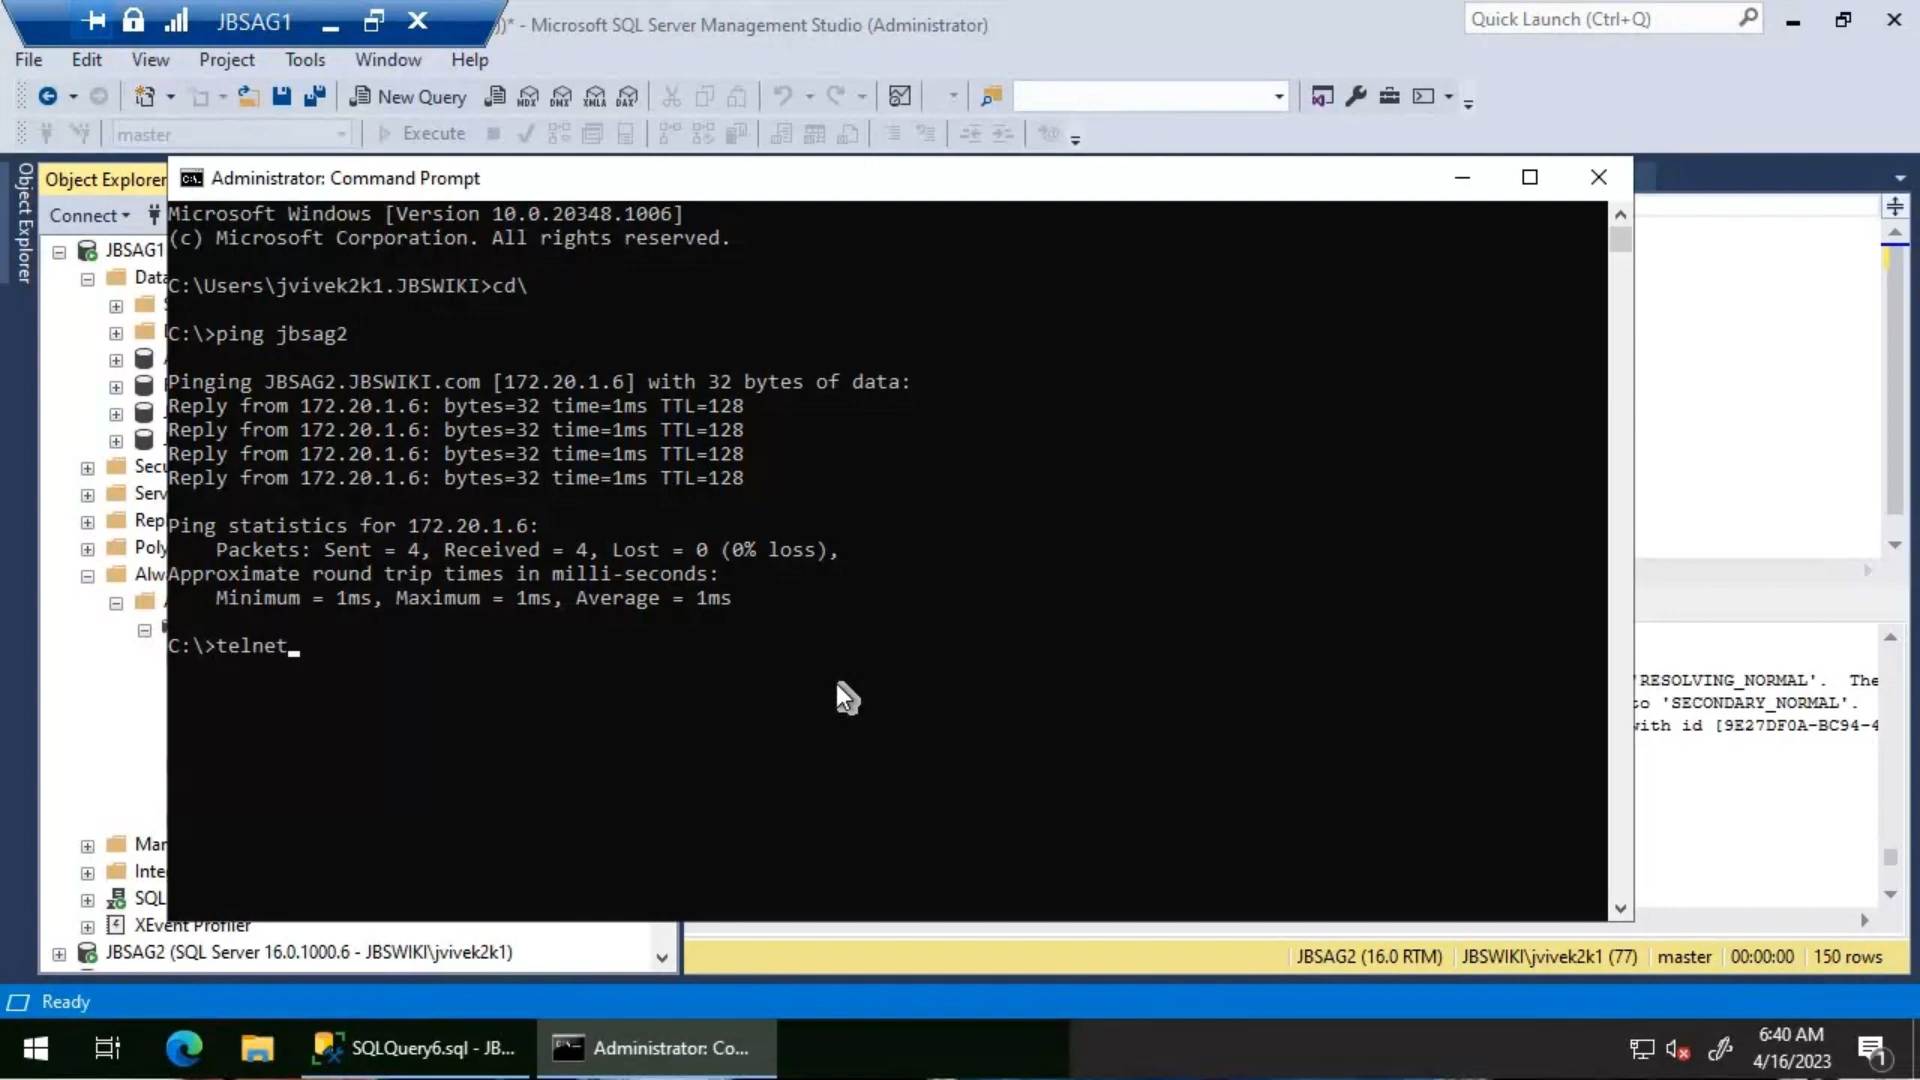 JBSAG1
))* - Microsoft SQL Server Management Studio (Administrator)
Quick Launch (Ctrl+Q)
File Edit View Project Tools Window Help
New Query
MDX DMX XMLA DAX
master
Execute
Object Explorer
Object Explorer
Administrator: Command Prompt
Connect
Microsoft Windows [Version 10.0.20348.1006]
(c) Microsoft Corporation. All rights reserved.
JBSAG1
Data
C:\Users\jvivek2k1.JBSWIKI>cd\
C:\>ping jbsag2
Pinging JBSAG2.JBSWIKI.com [172.20.1.6] with 32 bytes of data:
Reply from 172.20.1.6: bytes=32 time=1ms TTL=128
Reply from 172.20.1.6: bytes=32 time=1ms TTL=128
Reply from 172.20.1.6: bytes=32 time=1ms TTL=128
Reply from 172.20.1.6: bytes=32 time=1ms TTL=128
Secu
Serv
Rep
Poly
Alw
Ping statistics for 172.20.1.6:
Packets: Sent = 4, Received = 4, Lost = 0 (0% loss),
Approximate round trip times in milli-seconds:
Minimum = 1ms, Maximum = 1ms, Average = 1ms
C:\>telnet
'RESOLVING_NORMAL'. The
to 'SECONDARY_NORMAL'.
with id [9E27DF0A-BC94-4
Man
Inte
SQL
XEvent Profiler
JBSAG2 (SQL Server 16.0.1000.6 - JBSWIKI\jvivek2k1)
JBSAG2 (16.0 RTM) JBSWIKI\jvivek2k1 (77) master 00:00:00 150 rows
Ready
SQLQuery6.sql - JB...
Administrator: Co...
6:40 AM
4/16/2023
1